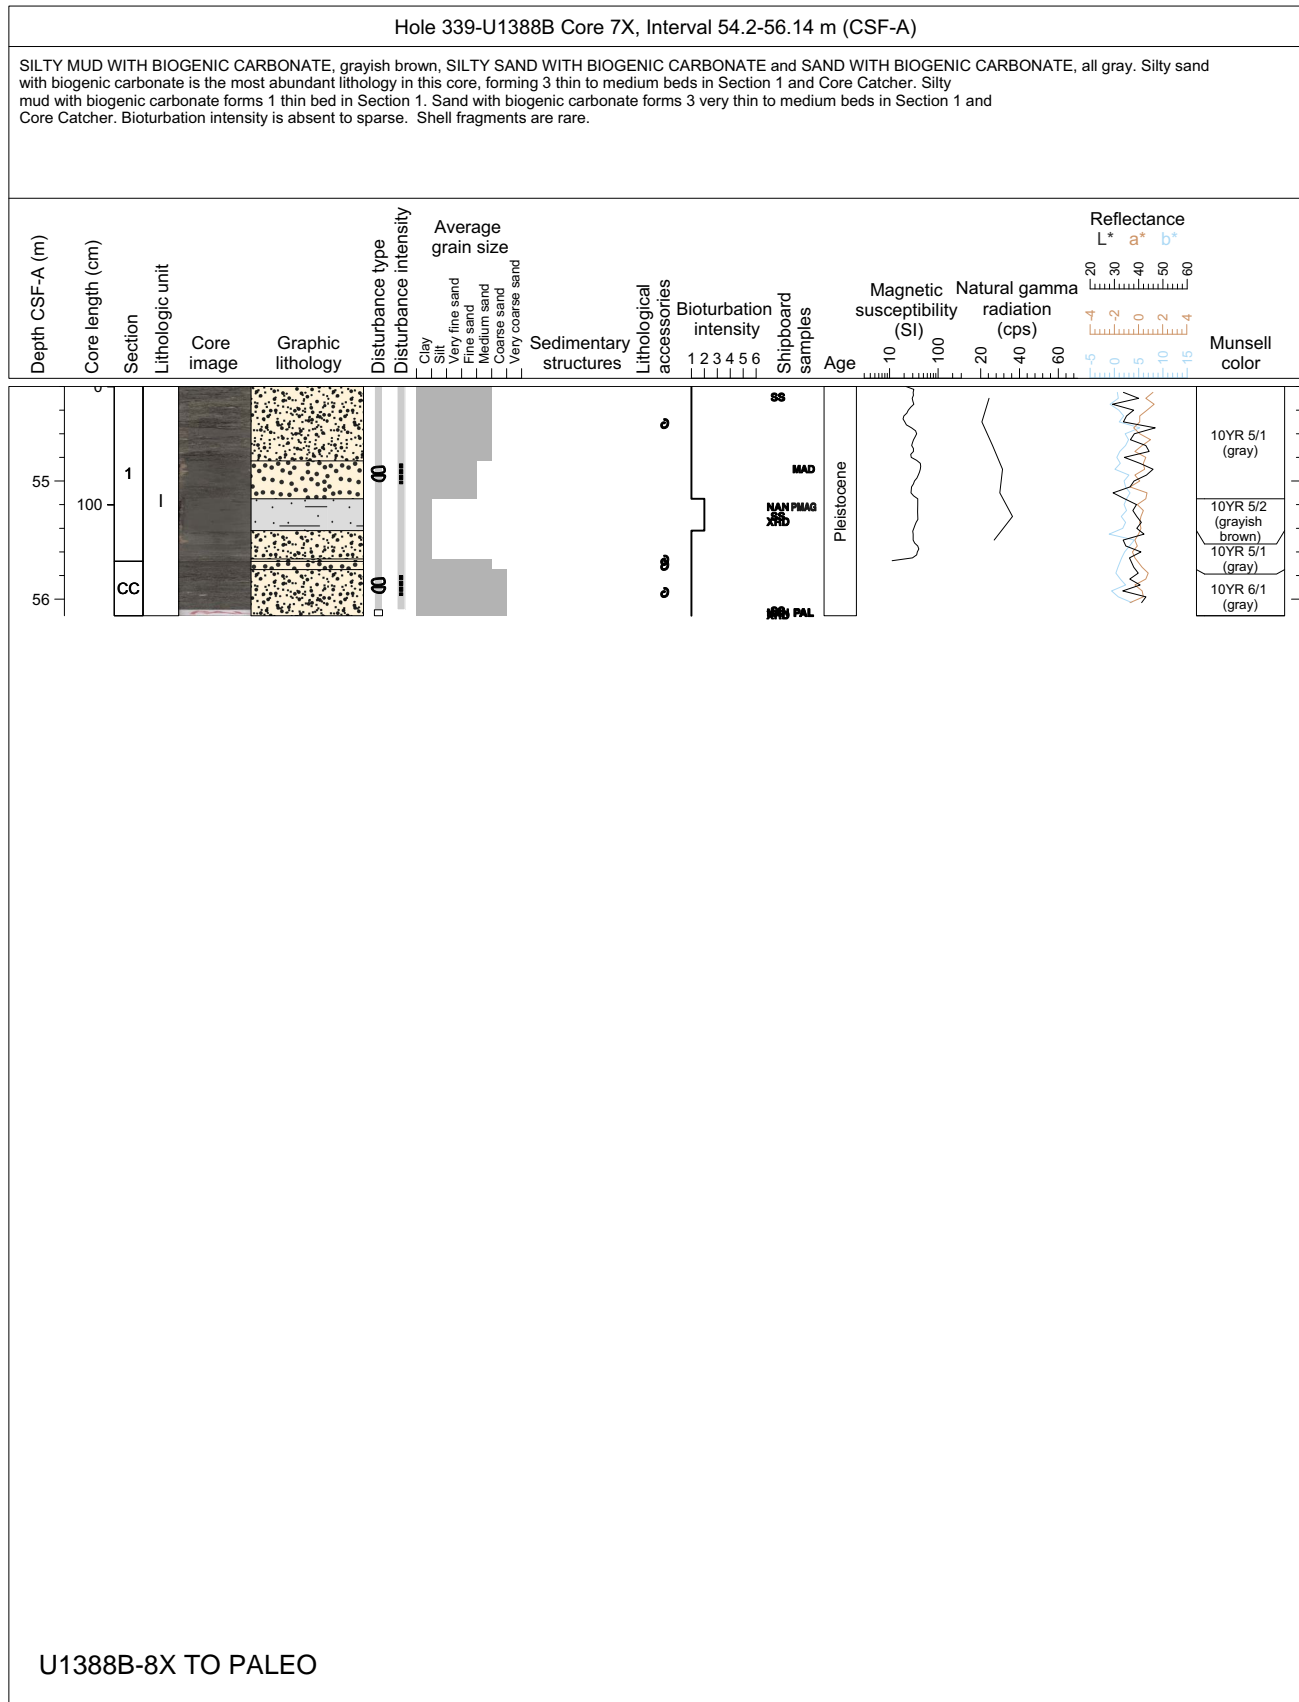 Hole 339-U1388B Core 7X, Interval 54.2-56.14 m (CSF-A)
SILTY MUD WITH BIOGENIC CARBONATE, grayish brown, SILTY SAND WITH BIOGENIC CARBONATE and SAND WITH BIOGENIC CARBONATE, all gray. Silty sand
with biogenic carbonate is the most abundant lithology in this core, forming 3 thin to medium beds in Section 1 and Core Catcher. Silty
mud with biogenic carbonate forms 1 thin bed in Section 1. Sand with biogenic carbonate forms 3 very thin to medium beds in Section 1 and
Core Catcher. Bioturbation intensity is absent to sparse. Shell fragments are rare.
Depth CSF-A (m)
Core length (cm)
Section
Lithologic unit
Core
image
Graphic
lithology
Disturbance type
Disturbance intensity
Average
grain size
Clay
Silt
Very fine sand
Fine sand
Medium sand
Coarse sand
Very coarse sand
Sedimentary
structures
Lithological
accessories
Bioturbation
intensity
1 2 3 4 5 6
Shipboard
samples
Age
Magnetic
susceptibility
(SI)
10 100
Natural gamma
radiation
(cps)
20 40 60
Reflectance
L* a* b*
20 30 40 50 60
-4 -2 0 2 4
-5 0 5 10 15
Munsell
color
0
55
100
56
1
CC
I
SS
MAD
NAN PMAG
SS
XRD
PAL
XRD
Pleistocene
10YR 5/1
(gray)
10YR 5/2
(grayish
brown)
10YR 5/1
(gray)
10YR 6/1
(gray)
U1388B-8X TO PALEO